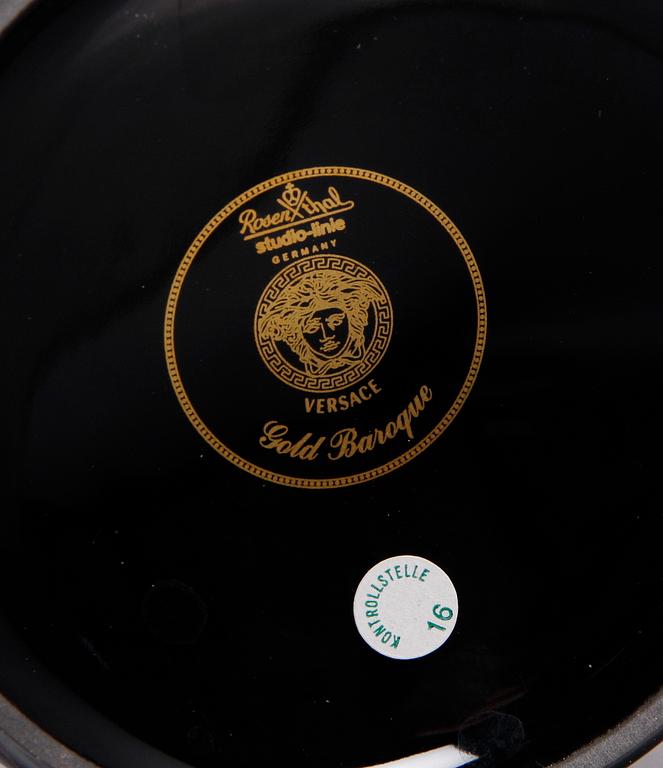 Rosenthal
studio-linie
GERMANY
VERSACE
Gold Baroque
KONTROLLSTELLE
16